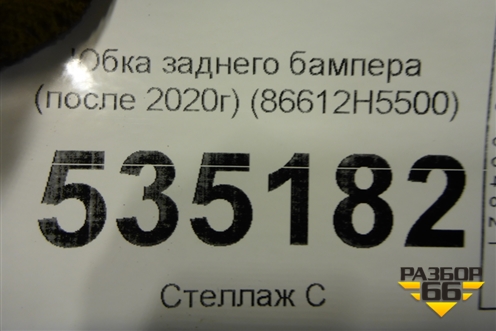 Юбка заднего бампера
(после 2020г) (86612H5500)
535182
Стеллаж С
РАЗБОР
66